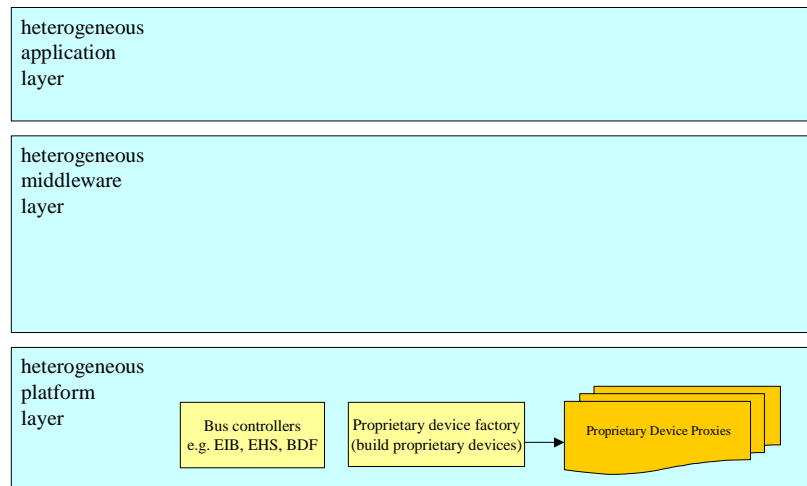 heterogeneous
application
layer
heterogeneous
middleware
layer
heterogeneous
platform
layer
Bus controllers
e.g. EIB, EHS, BDF
Proprietary device factory
(build proprietary devices)
Proprietary Device Proxies